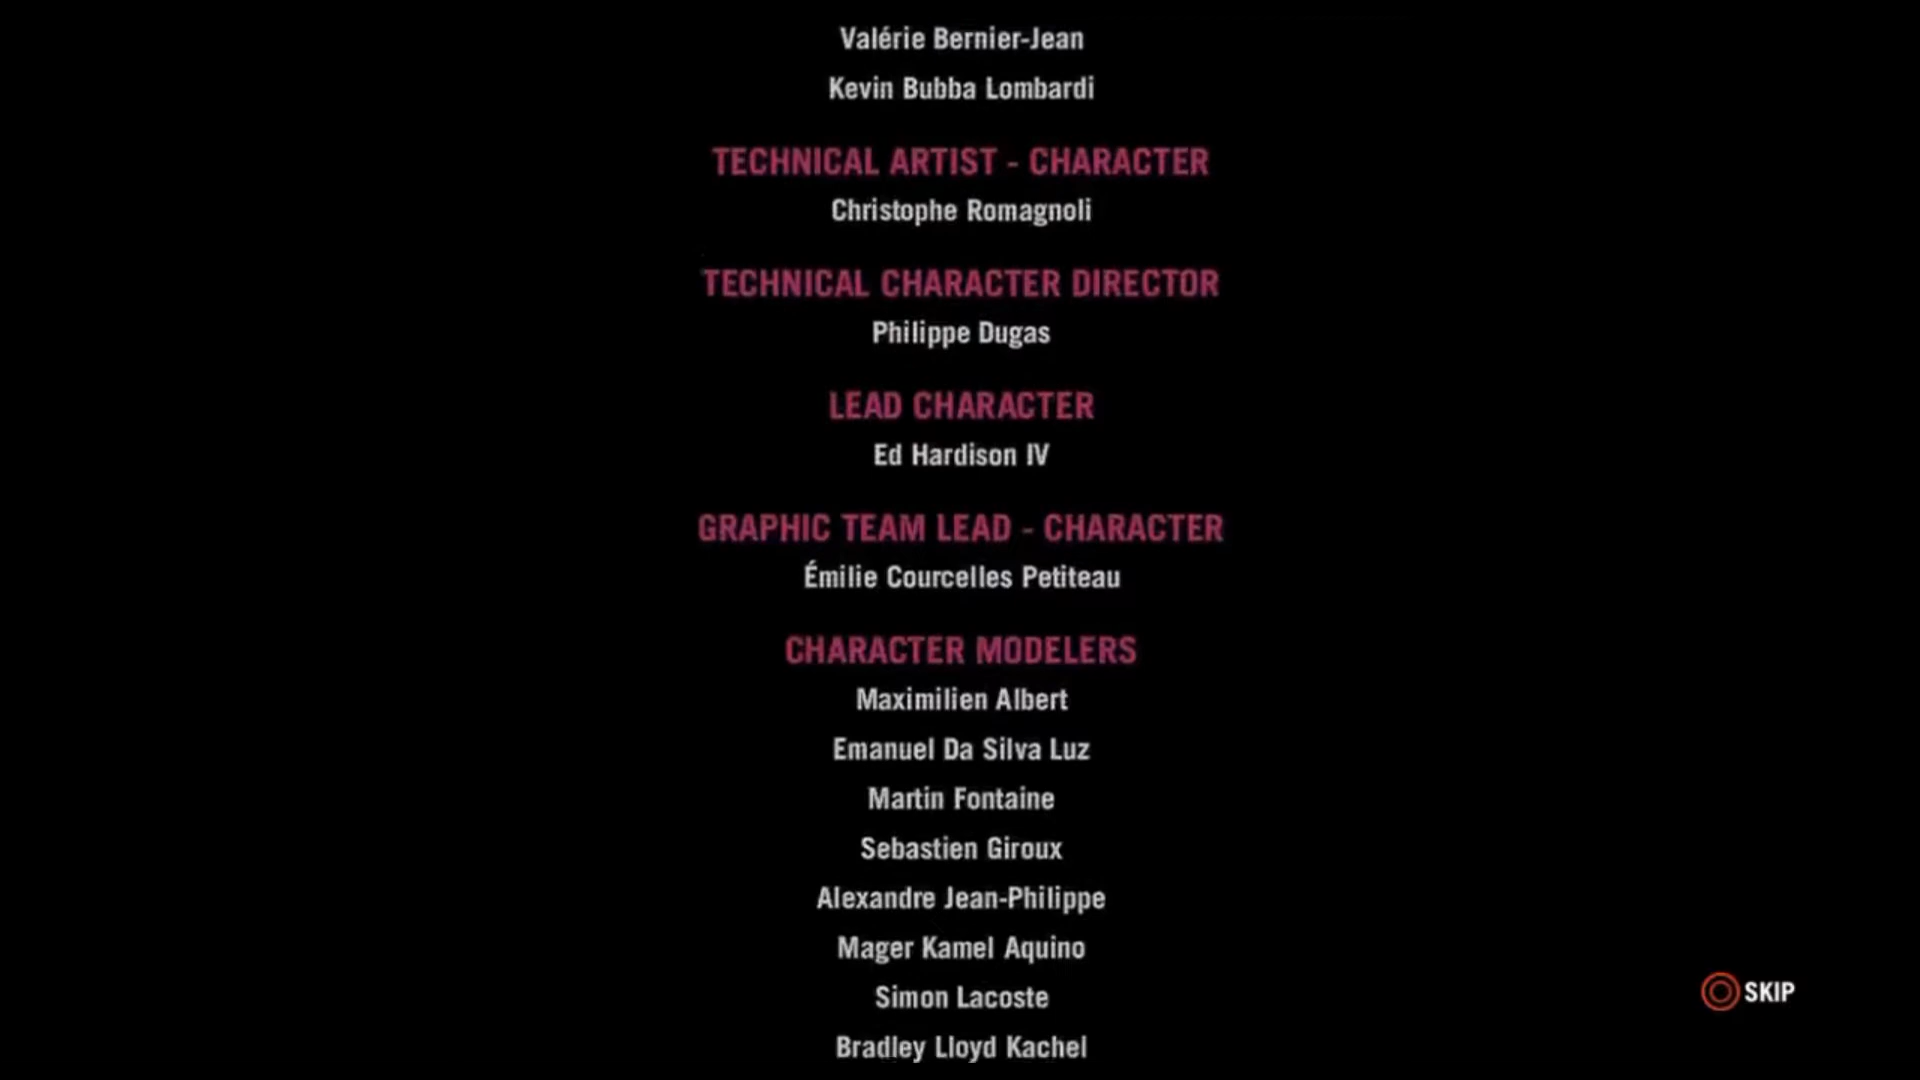 Valérie Bernier-Jean
Kevin Bubba Lombardi
TECHNICAL ARTIST - CHARACTER
Christophe Romagnoli
TECHNICAL CHARACTER DIRECTOR
Philippe Dugas
LEAD CHARACTER
Ed Hardison IV
GRAPHIC TEAM LEAD - CHARACTER
Émilie Courcelles Petiteau
CHARACTER MODELERS
Maximilien Albert
Emanuel Da Silva Luz
Martin Fontaine
Sebastien Giroux
Alexandre Jean-Philippe
Mager Kamel Aquino
Simon Lacoste
SKIP
Bradley Lloyd Kachel